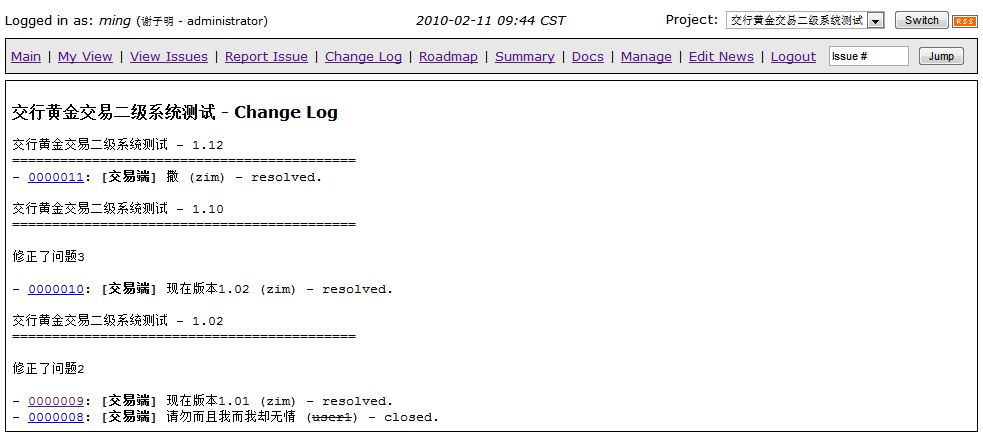 Logged in as: ming (谢子明 - administrator) 2010-02-11 09:44 CST Project: 交行黄金交易二级系统测试 Switch RSS
Main | My View | View Issues | Report Issue | Change Log | Roadmap | Summary | Docs | Manage | Edit News | Logout Issue # Jump
交行黄金交易二级系统测试 - Change Log
交行黄金交易二级系统测试 - 1.12
===========================================
- 0000011: [交易端] 撒 (zim) - resolved.
交行黄金交易二级系统测试 - 1.10
===========================================
修正了问题3
- 0000010: [交易端] 现在版本1.02 (zim) - resolved.
交行黄金交易二级系统测试 - 1.02
===========================================
修正了问题2
- 0000009: [交易端] 现在版本1.01 (zim) - resolved.
- 0000008: [交易端] 请勿而且我而我却无情 (user1) - closed.